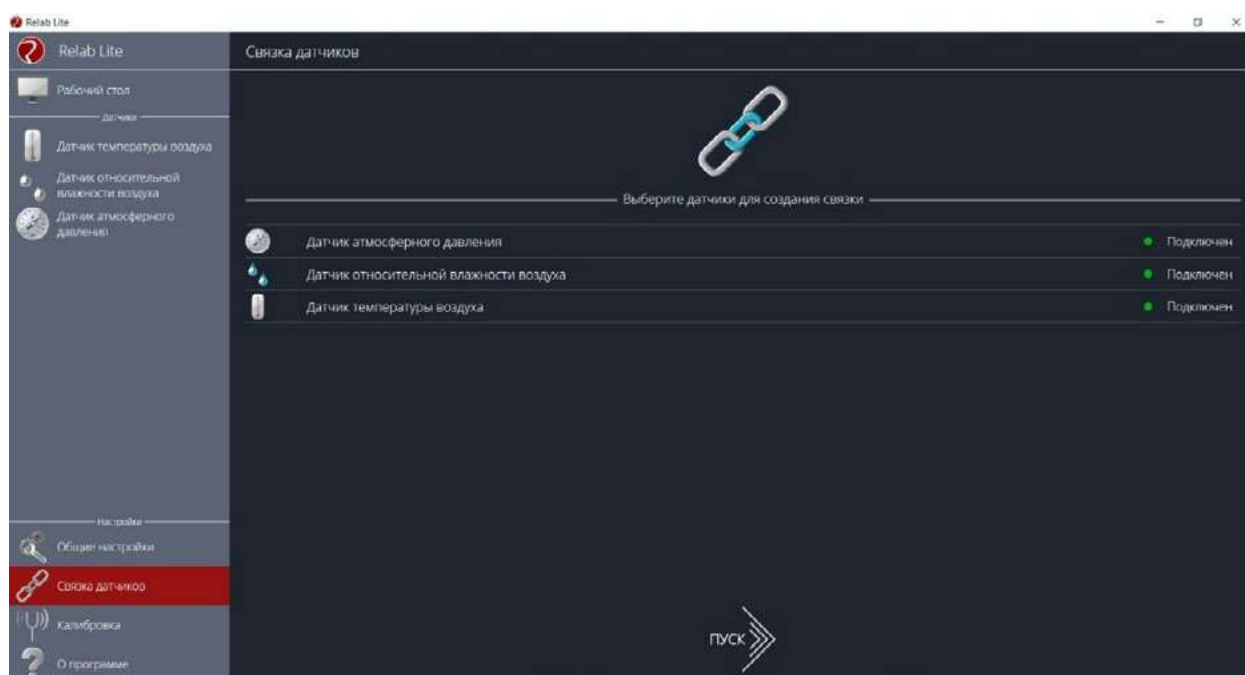 Relab Lite
Relab Lite
Связка датчиков
Рабочий стол
Датчики
Датчик температуры воздуха
Датчик относительной
влажности воздуха
Датчик атмосферного
давления
Выберите датчики для создания связки
Датчик атмосферного давления
Подключен
Датчик относительной влажности воздуха
Подключен
Датчик температуры воздуха
Подключен
Настройки
Общие настройки
Связка датчиков
Калибровка
О программе
ПУСК